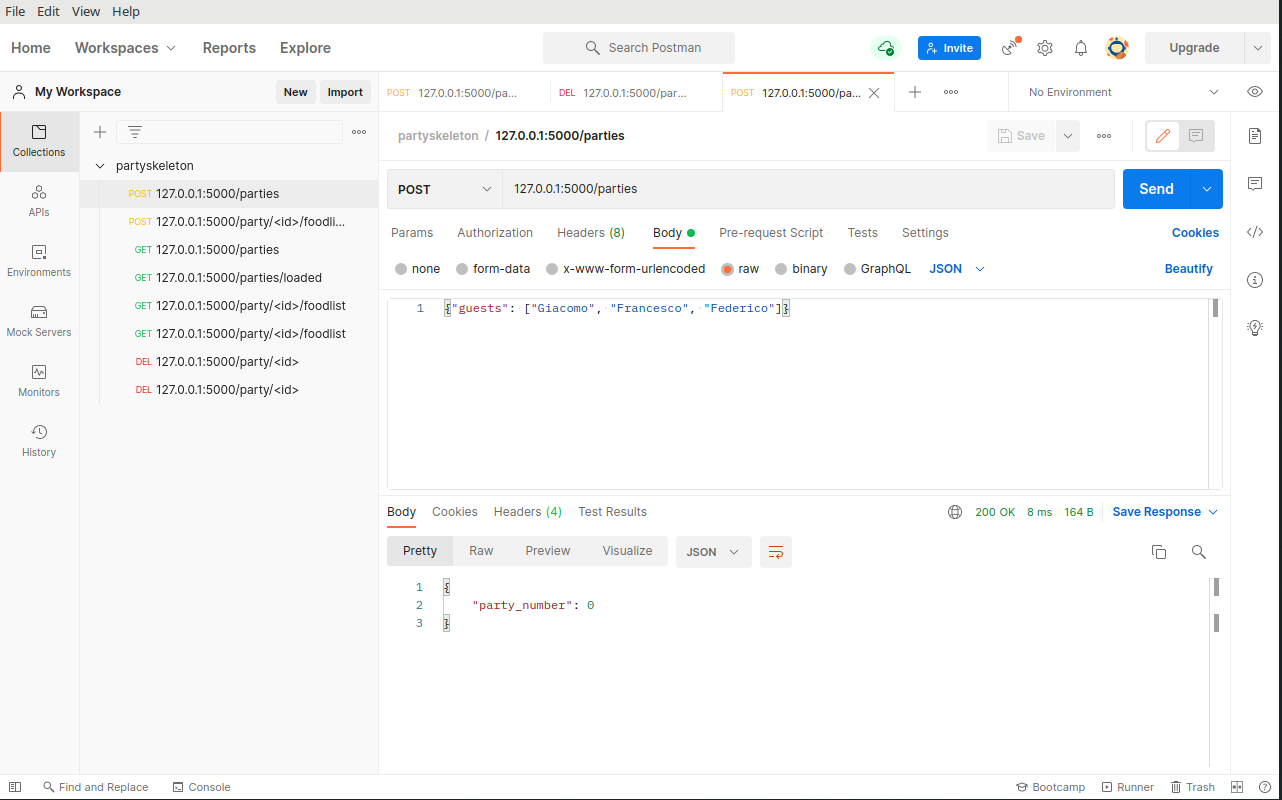 File Edit View Help
Home Workspaces Reports Explore Search Postman Invite Upgrade
My Workspace New Import
POST 127.0.0.1:5000/pa... DEL 127.0.0.1:5000/par... POST 127.0.0.1:5000/pa... No Environment
Collections
APIs
Environments
Mock Servers
Monitors
History
partyskeleton
POST 127.0.0.1:5000/parties
POST 127.0.0.1:5000/party/<id>/foodli...
GET 127.0.0.1:5000/parties
GET 127.0.0.1:5000/parties/loaded
GET 127.0.0.1:5000/party/<id>/foodlist
GET 127.0.0.1:5000/party/<id>/foodlist
DEL 127.0.0.1:5000/party/<id>
DEL 127.0.0.1:5000/party/<id>
partyskeleton / 127.0.0.1:5000/parties Save
POST 127.0.0.1:5000/parties Send
Params Authorization Headers (8) Body Pre-request Script Tests Settings Cookies
none form-data x-www-form-urlencoded raw binary GraphQL JSON Beautify
1 {"guests": ["Giacomo", "Francesco", "Federico"]}
Body Cookies Headers (4) Test Results 200 OK 8 ms 164 B Save Response
Pretty Raw Preview Visualize JSON
1 {
2 "party_number": 0
3 }
Find and Replace Console Bootcamp Runner Trash